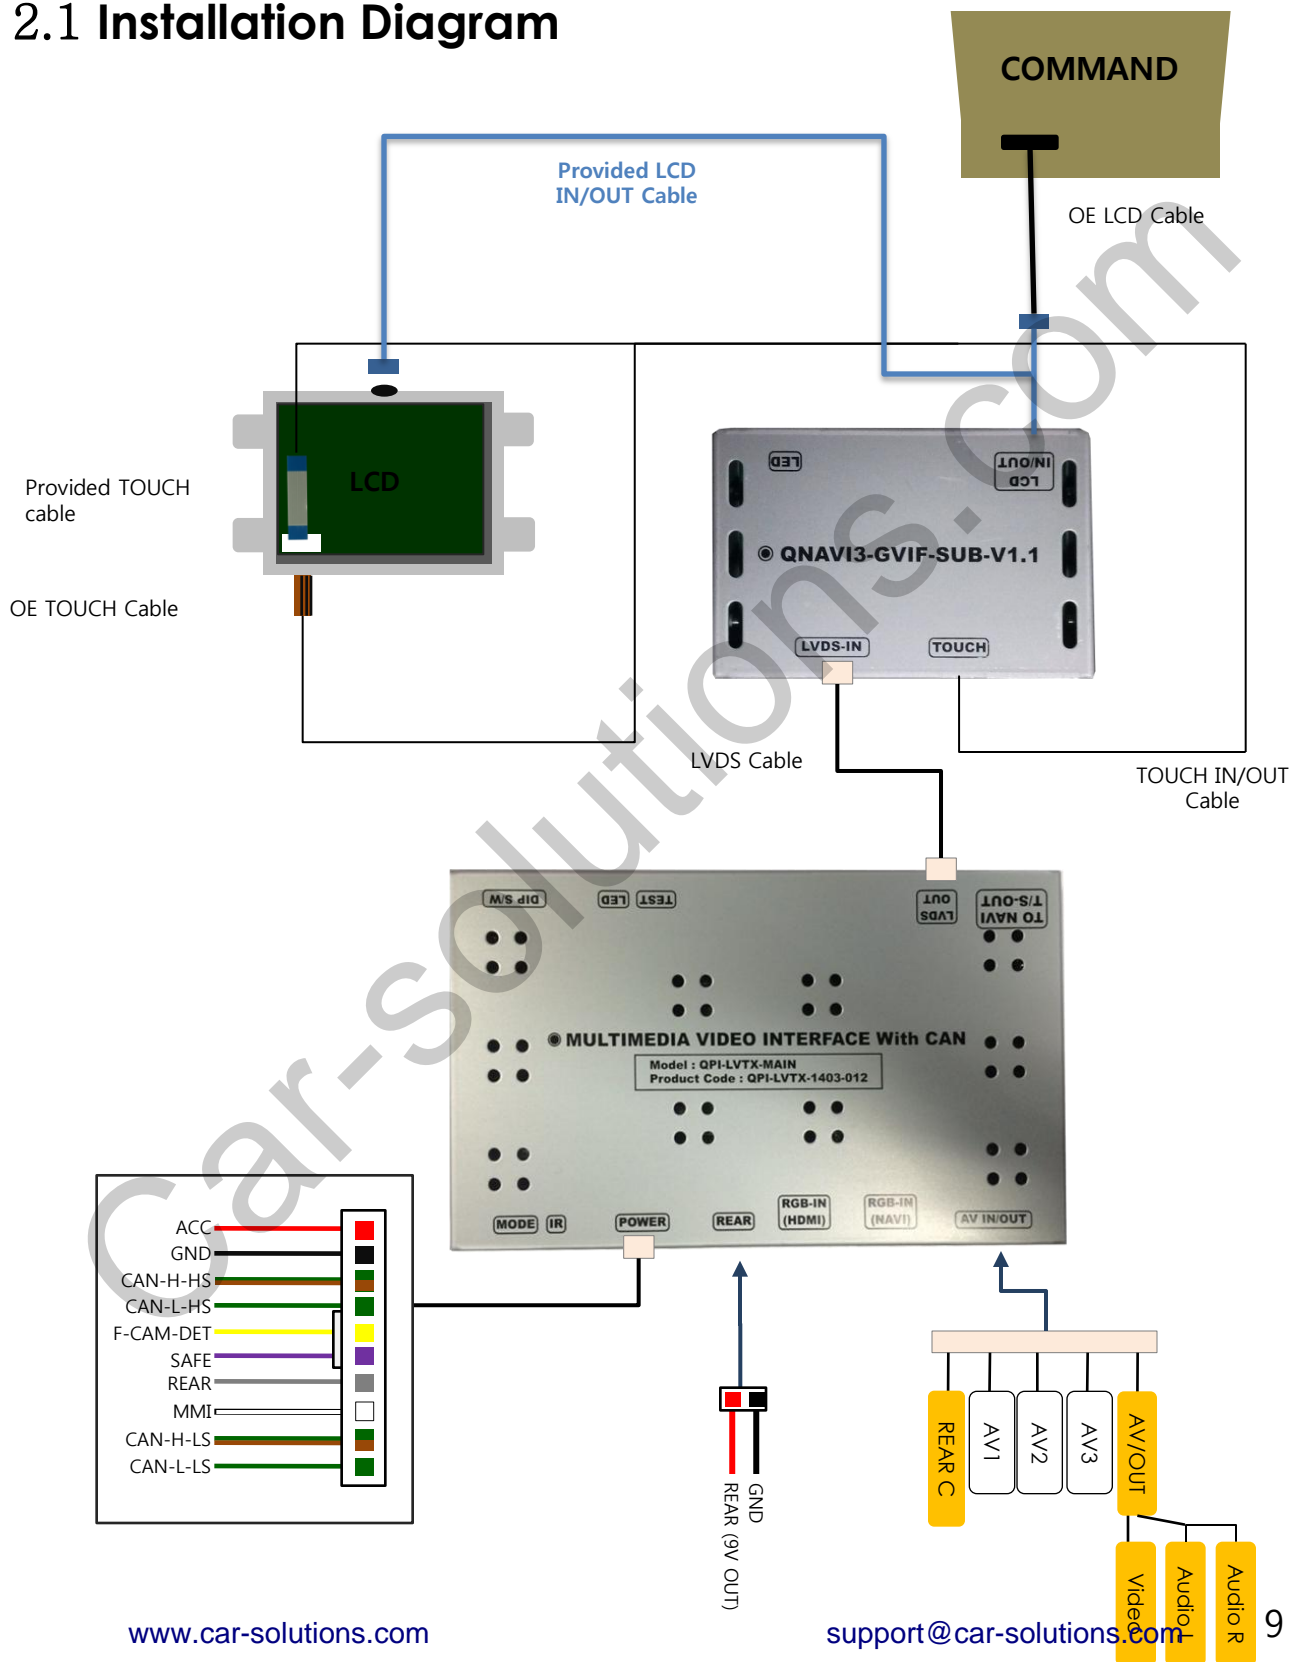 2.1 Installation Diagram
COMMAND
Provided LCD
IN/OUT Cable
OE LCD Cable
LCD
Provided TOUCH
cable
OE TOUCH Cable
LED
LCD
IN/OUT
QNAVI3-GVIF-SUB-V1.1
LVDS-IN
TOUCH
LVDS Cable
TOUCH IN/OUT
Cable
DIP S/W
LED
TEST
LVDS
OUT
TO NAVI
T/S-OUT
MULTIMEDIA VIDEO INTERFACE With CAN
Model : QPI-LVTX-MAIN
Product Code : QPI-LVTX-1403-012
MODE
IR
POWER
REAR
RGB-IN
(HDMI)
RGB-IN
(NAVI)
AV IN/OUT
ACC
GND
CAN-H-HS
CAN-L-HS
F-CAM-DET
SAFE
REAR
MMI
CAN-H-LS
CAN-L-LS
REAR (9V OUT)
GND
REAR C
AV1
AV2
AV3
AV/OUT
Video
Audio L
Audio R
Car-solutions.com
www.car-solutions.com
support@car-solutions.com
9